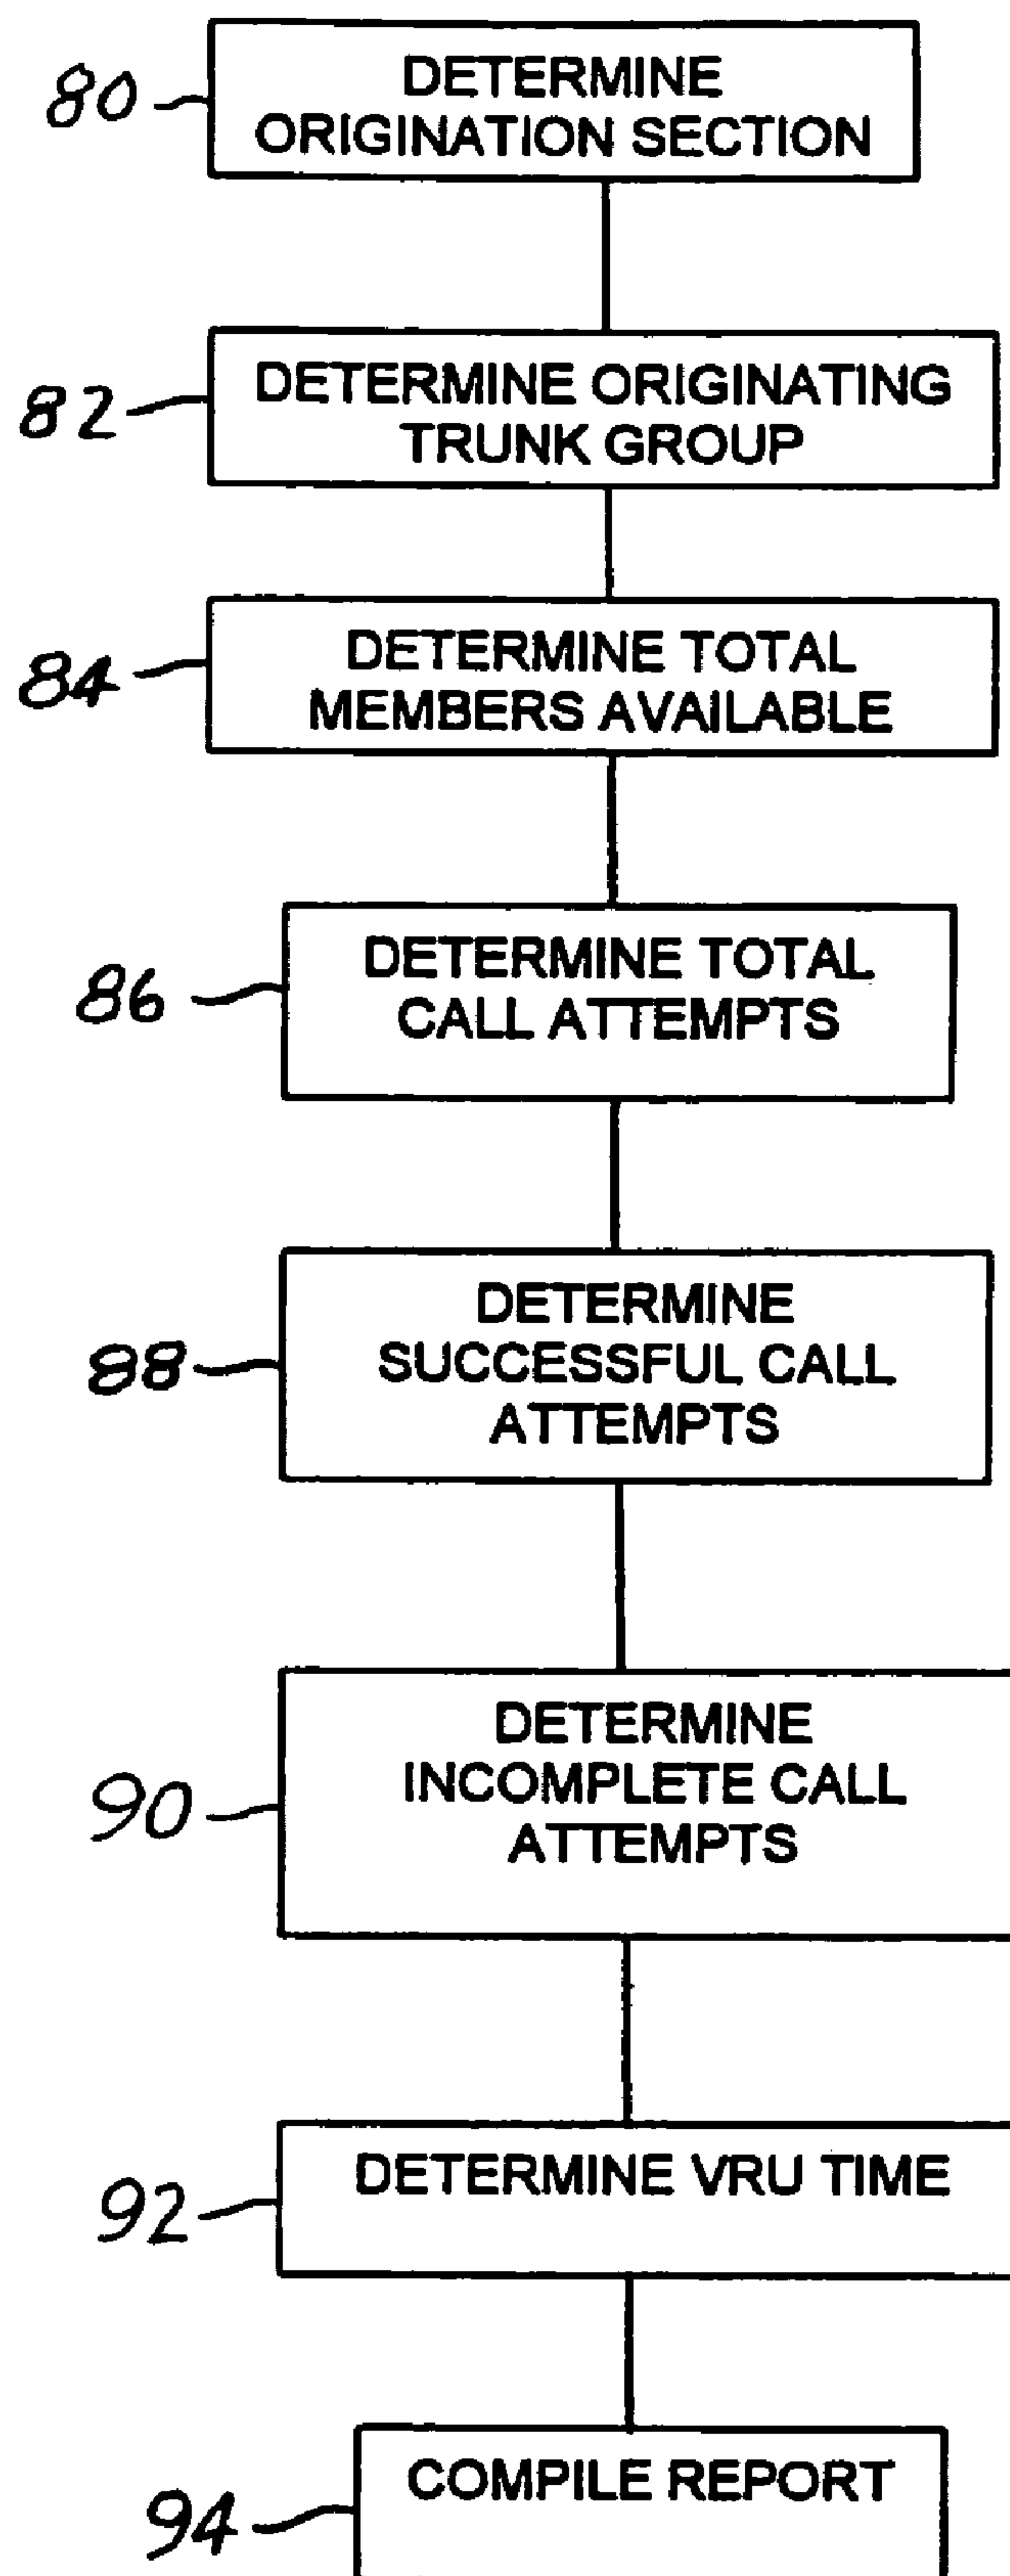 80
DETERMINE
ORIGINATION SECTION
82
DETERMINE ORIGINATING
TRUNK GROUP
84
DETERMINE TOTAL
MEMBERS AVAILABLE
86
DETERMINE TOTAL
CALL ATTEMPTS
88
DETERMINE
SUCCESSFUL CALL
ATTEMPTS
90
DETERMINE
INCOMPLETE CALL
ATTEMPTS
92
DETERMINE VRU TIME
94
COMPILE REPORT